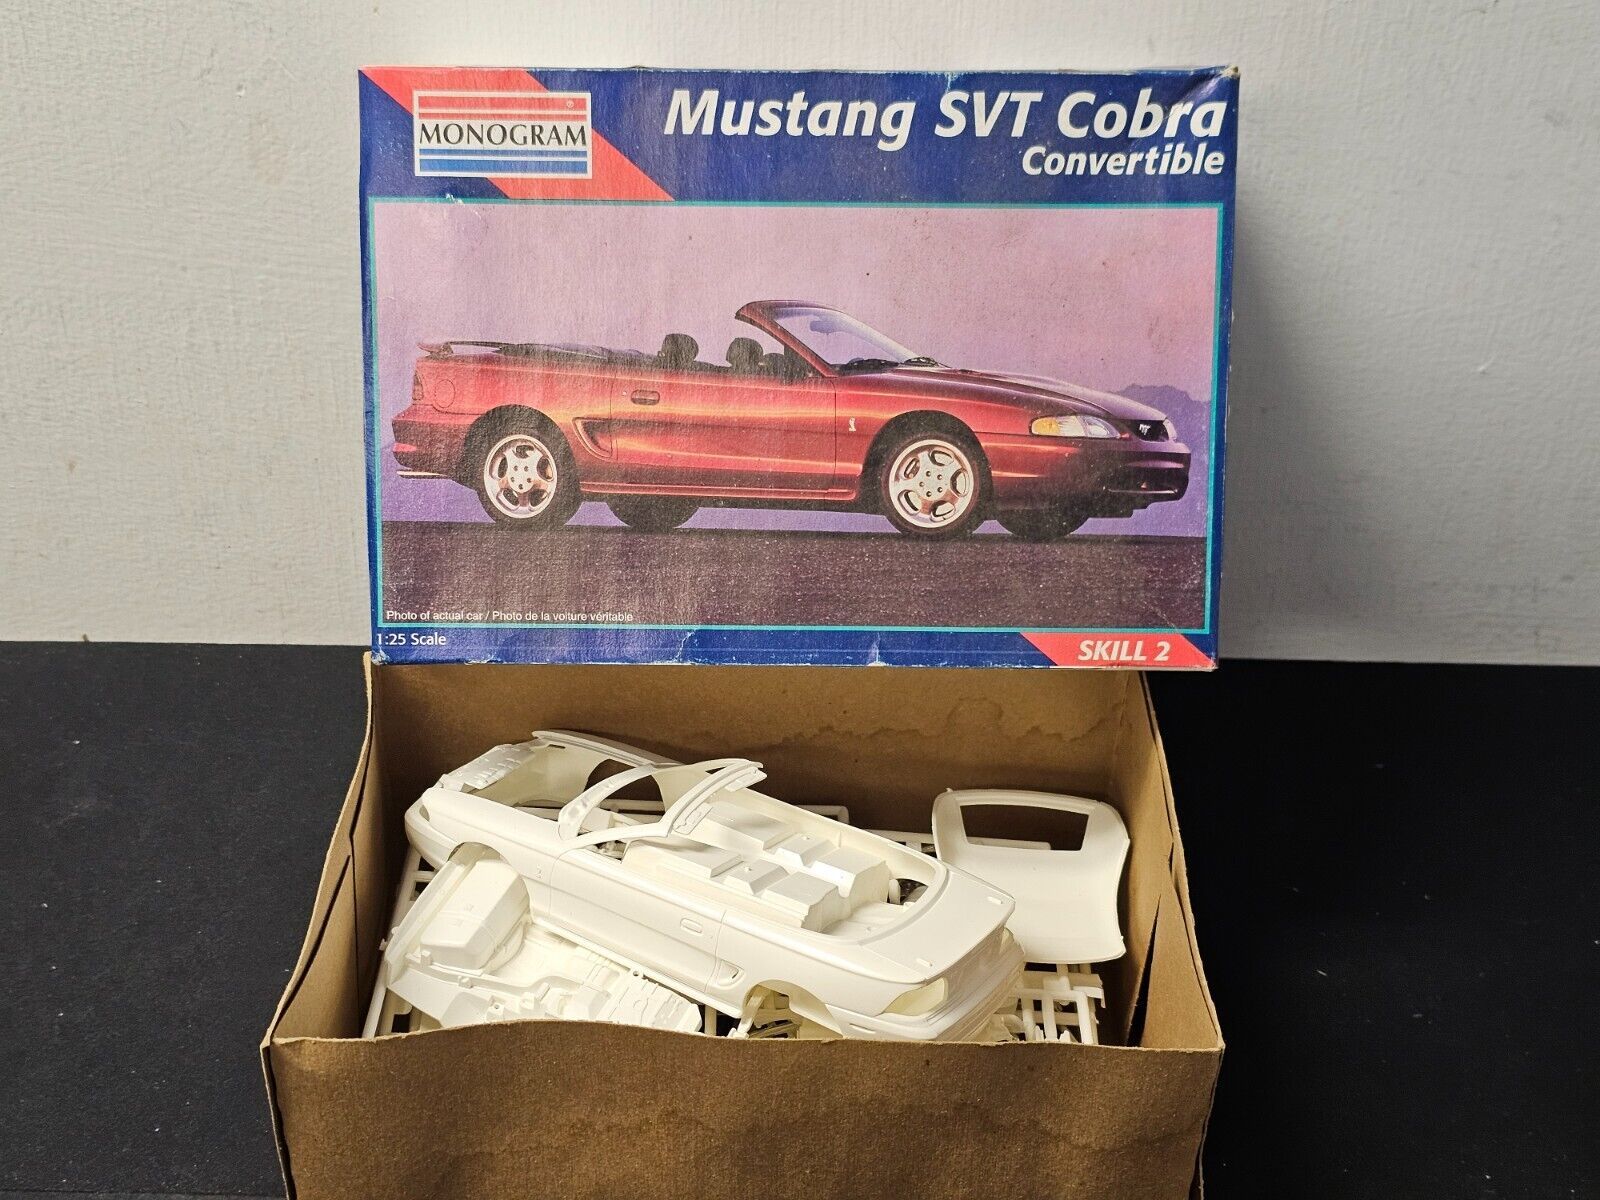 MONOGRAM
®
Mustang SVT Cobra
Convertible
Photo of actual car / Photo de la voiture véritable
1:25 Scale
SKILL 2